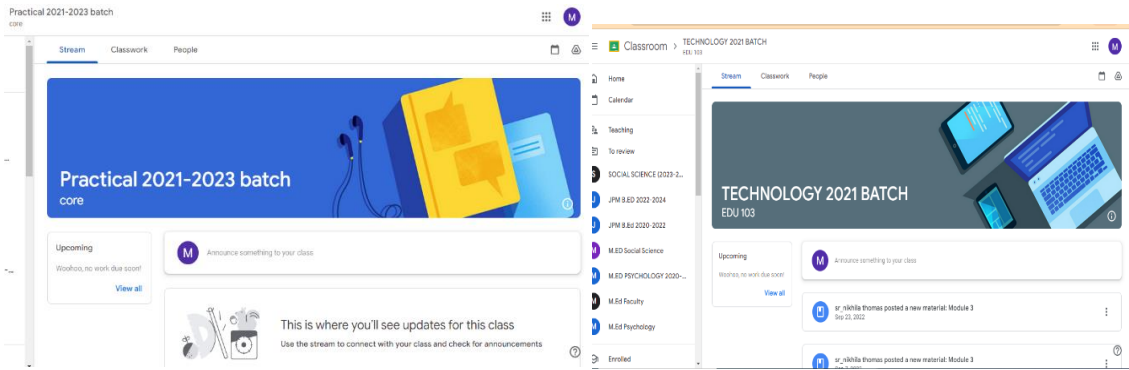 Practical 2021-2023 batch
core
M
Stream Classwork People
Practical 2021-2023 batch
core
Upcoming
Woohoo, no work due soon!
View all
M
Announce something to your class
This is where you'll see updates for this class
Use the stream to connect with your class and check for announcements
Classroom > TECHNOLOGY 2021 BATCH
EDU 103
M
Home
Calendar
Teaching
To review
S SOCIAL SCIENCE (2023-2...
J JPM B.ED 2022-2024
J JPM B.Ed 2020-2022
M M.ED Social Science
M M.ED PSYCHOLOGY 2020-...
M M.Ed Faculty
M M.Ed Psychology
Enrolled
Stream Classwork People
TECHNOLOGY 2021 BATCH
EDU 103
Upcoming
Woohoo, no work due soon!
View all
M
Announce something to your class
sr_nikhila thomas posted a new material: Module 3
Sep 23, 2022
sr_nikhila thomas posted a new material: Module 3